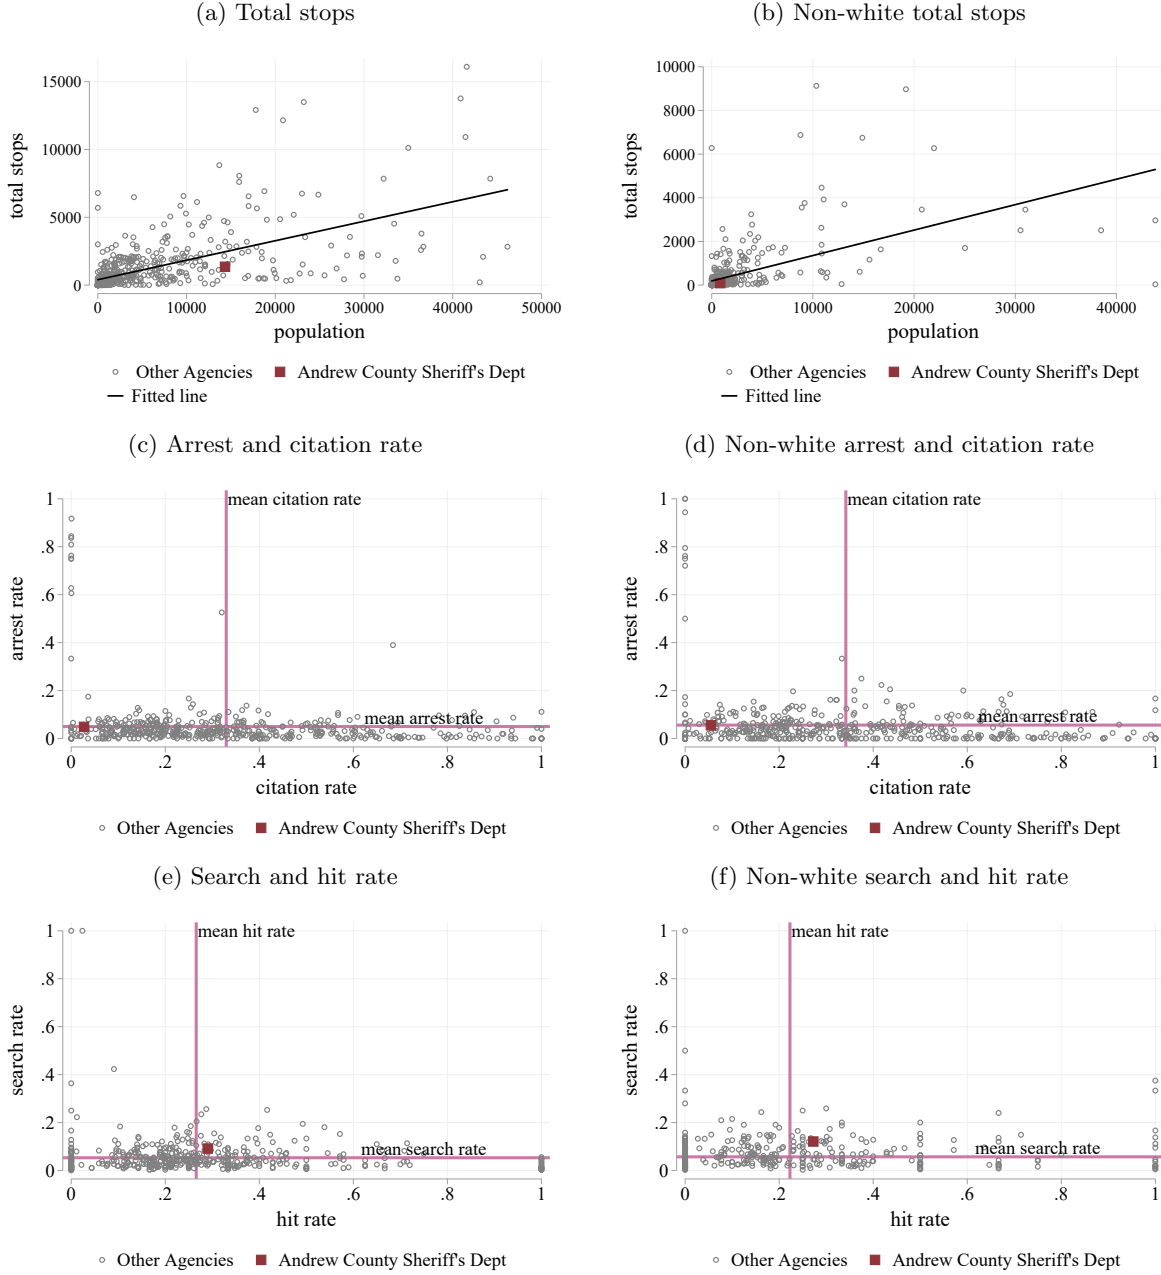 (a) Total stops
(b) Non-white total stops
total stops
15000
10000
5000
0
0
10000
20000
30000
40000
50000
population
Other Agencies
Andrew County Sheriff's Dept
Fitted line
total stops
10000
8000
6000
4000
2000
0
0
10000
20000
30000
40000
population
Other Agencies
Andrew County Sheriff's Dept
Fitted line
(c) Arrest and citation rate
(d) Non-white arrest and citation rate
arrest rate
1
.8
.6
.4
.2
0
mean citation rate
mean arrest rate
0
.2
.4
.6
.8
1
citation rate
Other Agencies
Andrew County Sheriff's Dept
arrest rate
1
.8
.6
.4
.2
0
mean citation rate
mean arrest rate
0
.2
.4
.6
.8
1
citation rate
Other Agencies
Andrew County Sheriff's Dept
(e) Search and hit rate
(f) Non-white search and hit rate
search rate
1
.8
.6
.4
.2
0
mean hit rate
mean search rate
0
.2
.4
.6
.8
1
hit rate
Other Agencies
Andrew County Sheriff's Dept
search rate
1
.8
.6
.4
.2
0
mean hit rate
mean search rate
0
.2
.4
.6
.8
1
hit rate
Other Agencies
Andrew County Sheriff's Dept